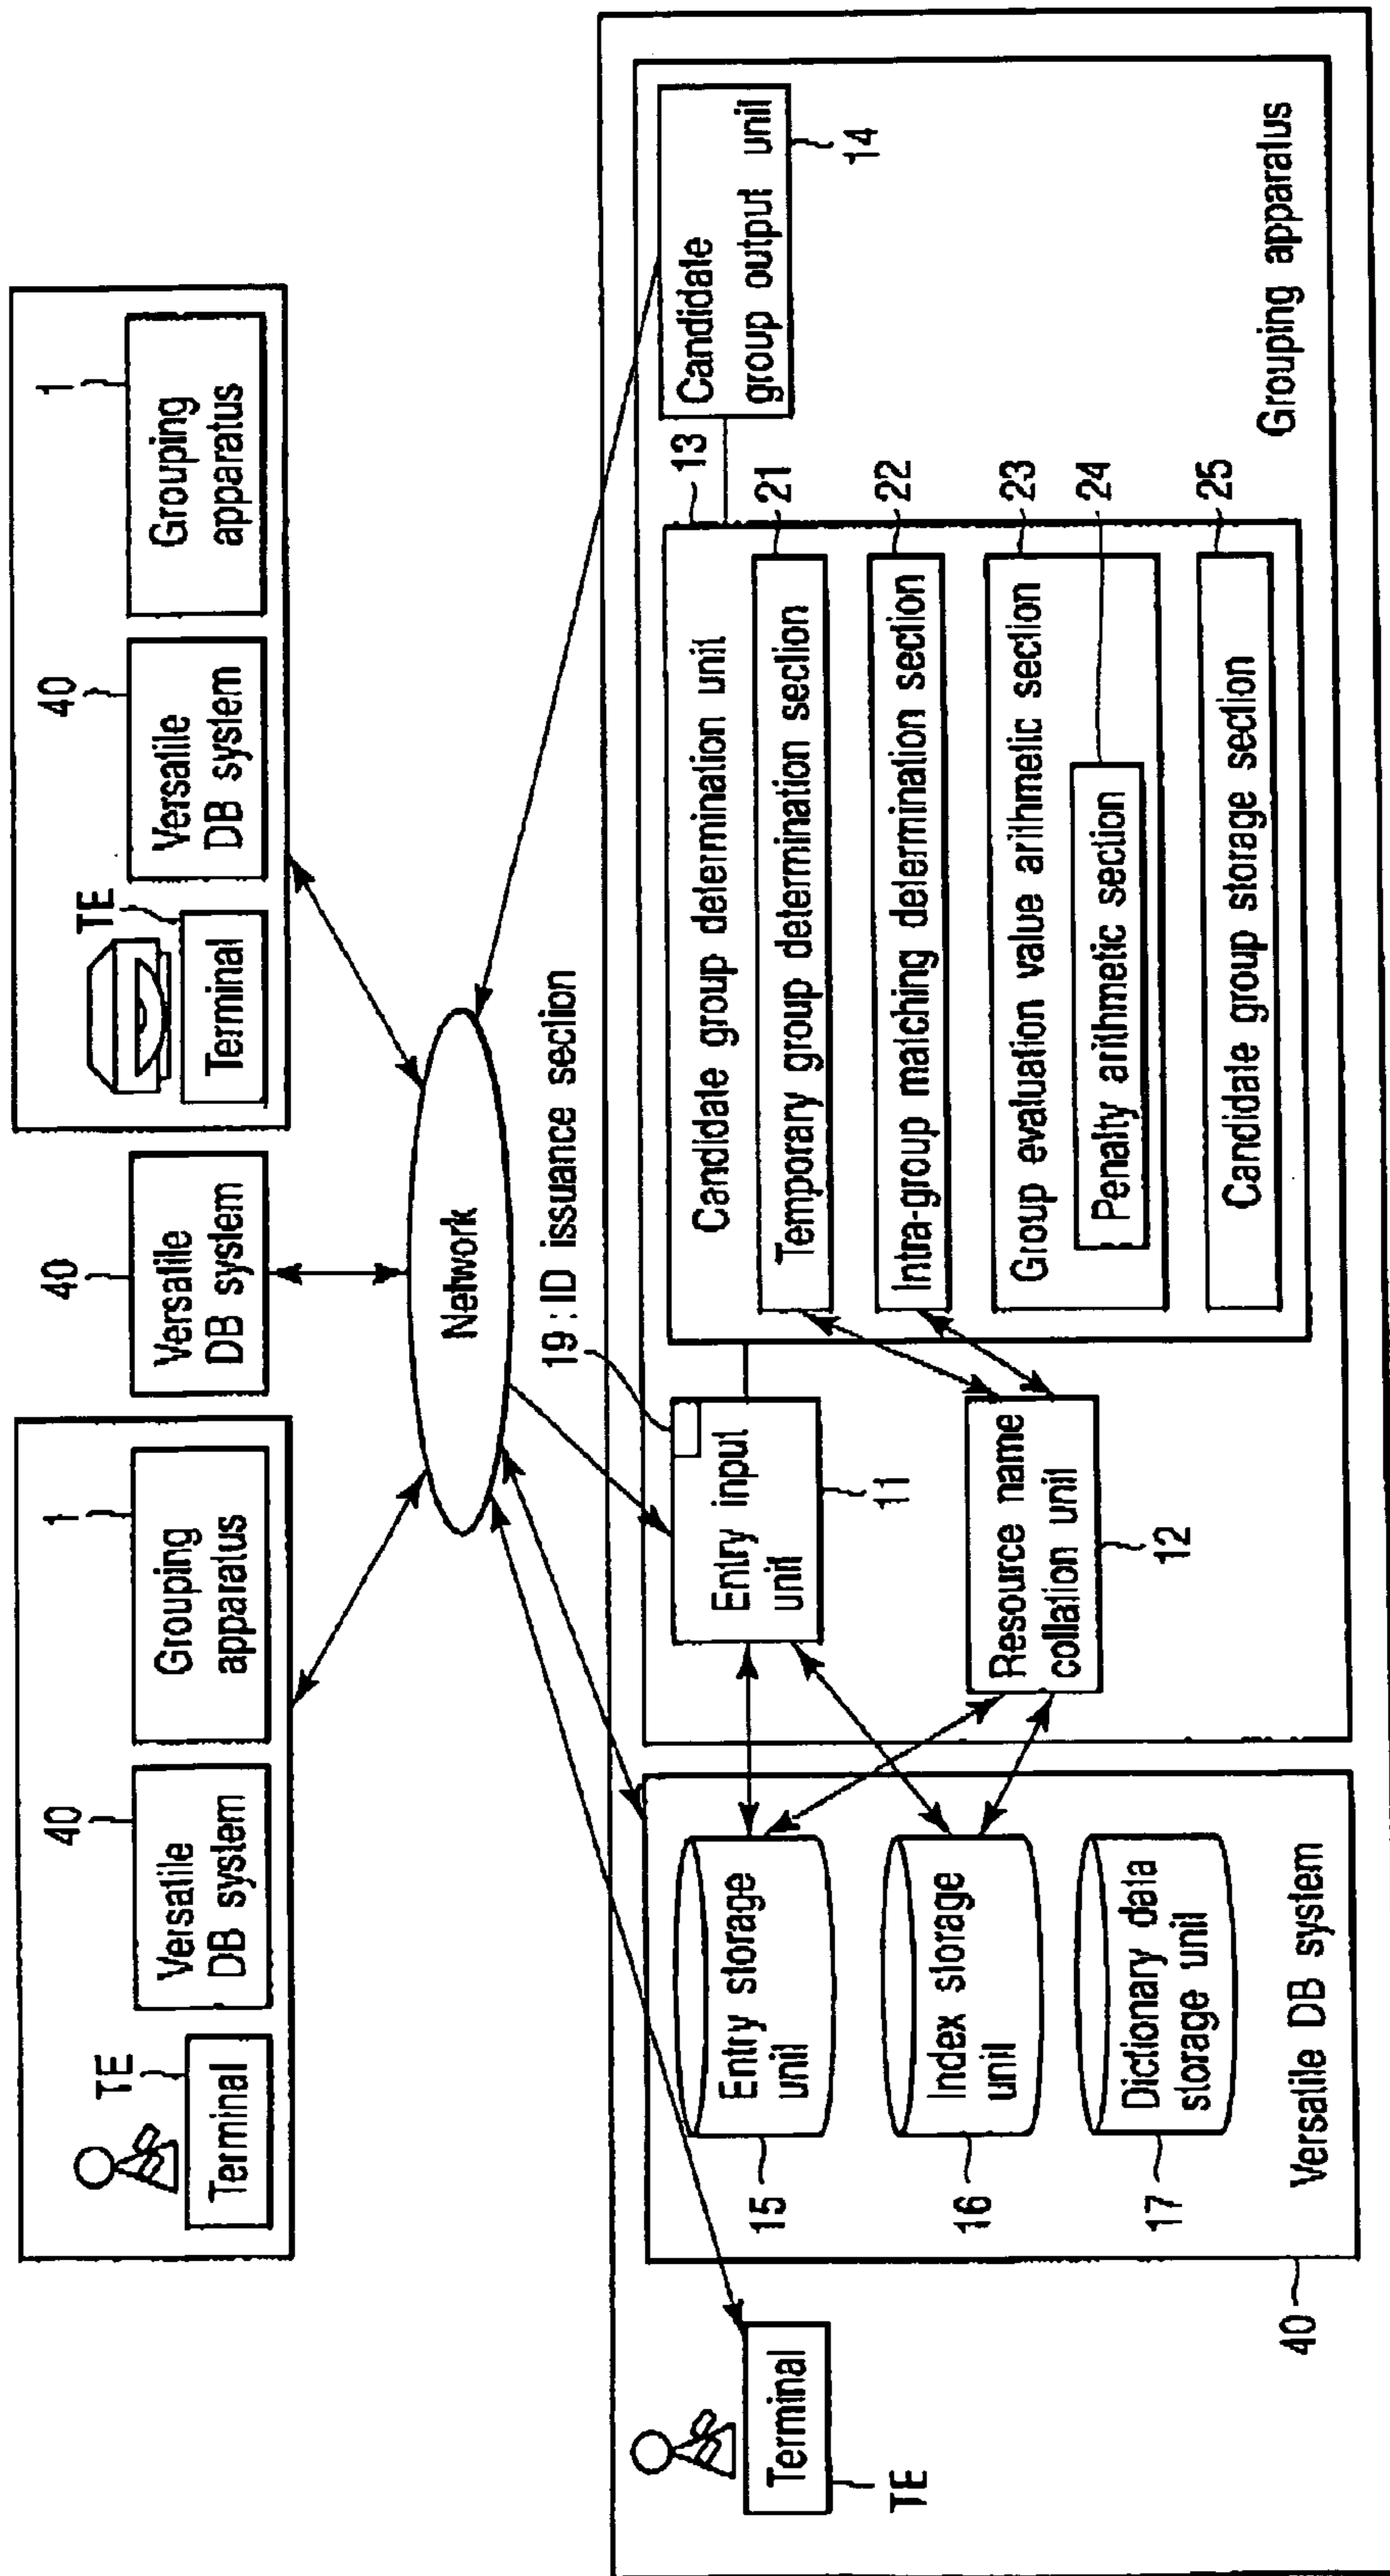 TE
Terminal
40
Versatile
DB system
1
Grouping
apparatus
40
Versatile
DB system
TE
Terminal
40
Versatile
DB system
1
Grouping
apparatus
Network
19 : ID issuance section
Terminal
TE
Entry storage
unit
15
Index storage
unit
16
Dictionary data
storage unit
17
Versatile DB system
40
Entry input
unit
11
Resource name
collation unit
12
13
Candidate group determination unit
Temporary group determination section
21
Intra-group matching determination section
22
Group evaluation value arithmetic section
23
Penalty arithmetic section
24
Candidate group storage section
25
Candidate
group output unit
14
Grouping apparatus